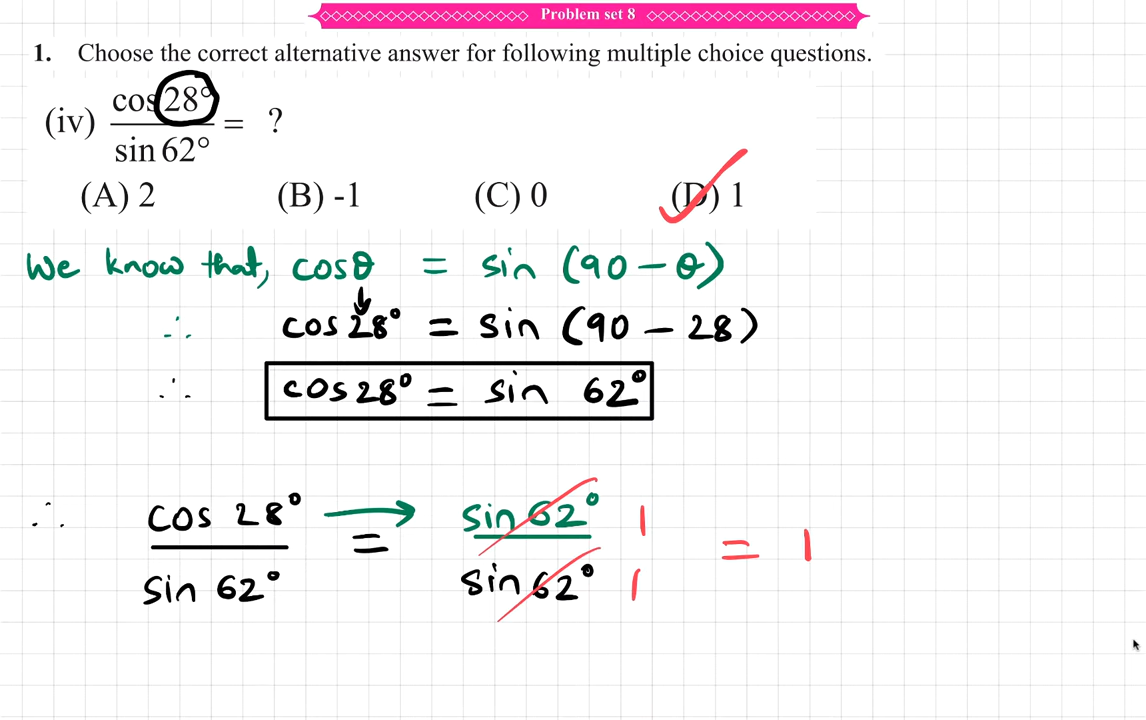 Problem set 8
1. Choose the correct alternative answer for following multiple choice questions.
(iv) cos 28° / sin 62° = ?
(A) 2 (B) -1 (C) 0 (D) 1
We know that, cosθ = sin (90 - θ)
∴ cos 28° = sin (90 - 28)
∴ cos 28° = sin 62°
∴ cos 28° / sin 62° = sin 62° / sin 62° 1 / 1 = 1